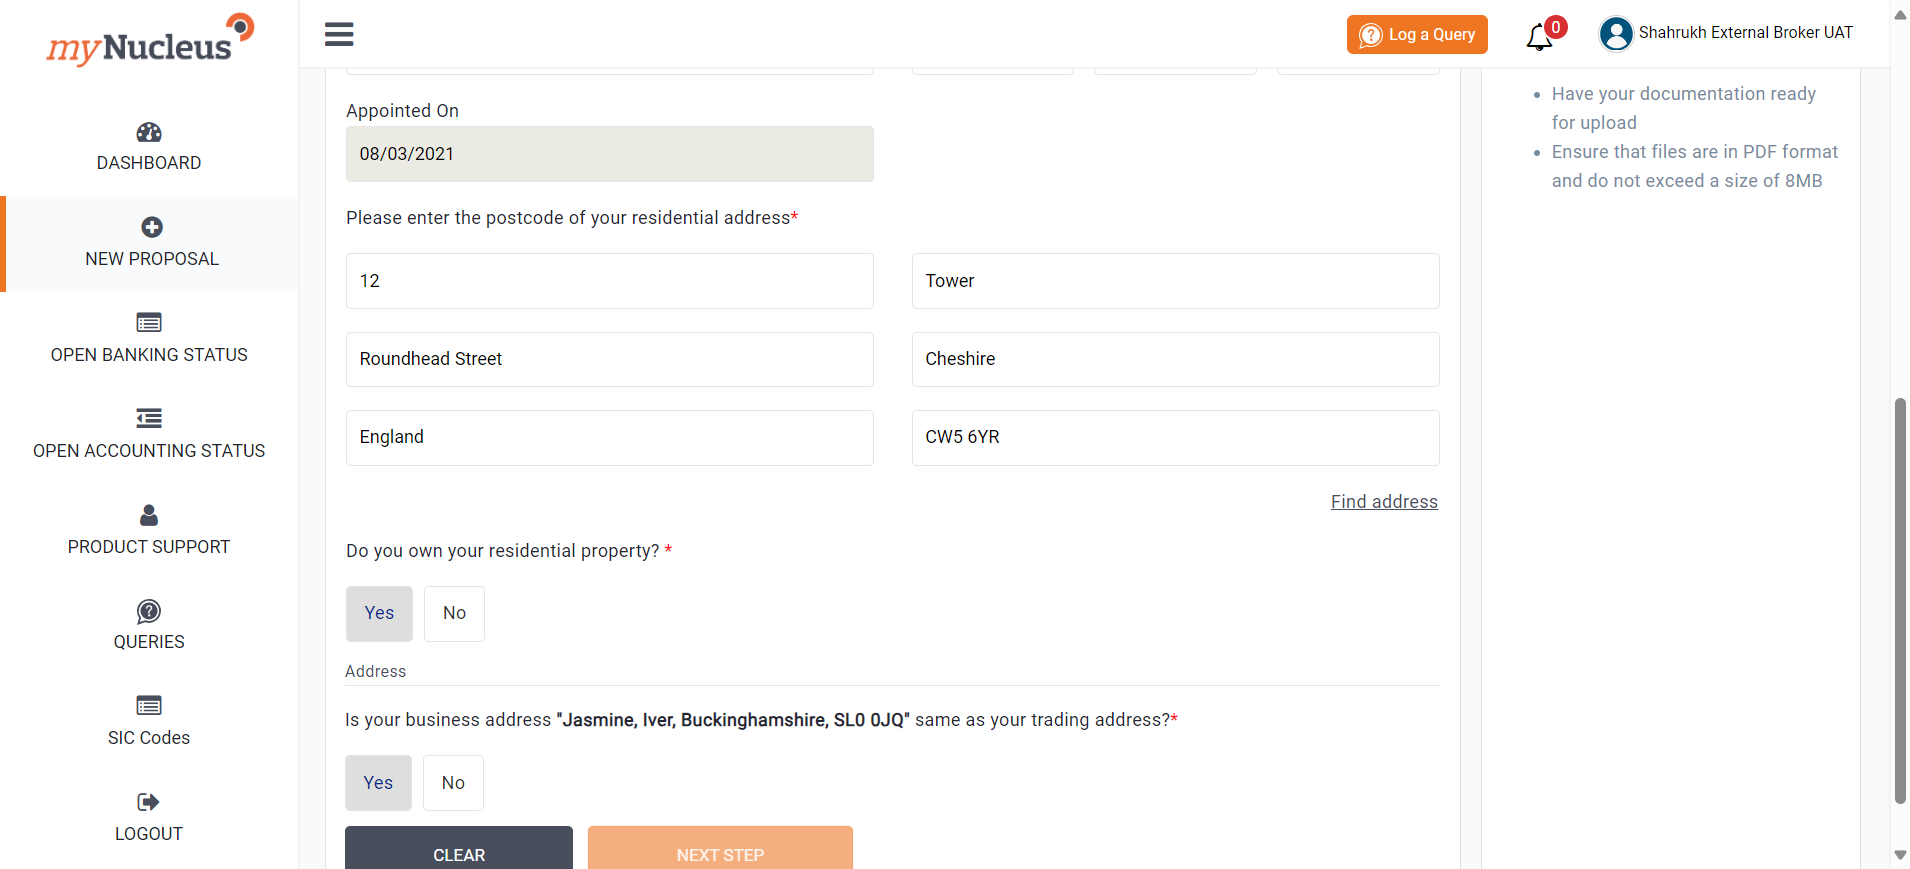 myNucleus
Log a Query
0
Shahrukh External Broker UAT
DASHBOARD
NEW PROPOSAL
OPEN BANKING STATUS
OPEN ACCOUNTING STATUS
PRODUCT SUPPORT
QUERIES
SIC Codes
LOGOUT
Appointed On
08/03/2021
Please enter the postcode of your residential address*
12
Tower
Roundhead Street
Cheshire
England
CW5 6YR
Find address
Do you own your residential property? *
Yes
No
Address
Is your business address "Jasmine, Iver, Buckinghamshire, SL0 0JQ" same as your trading address?*
Yes
No
CLEAR
NEXT STEP
• Have your documentation ready
for upload
• Ensure that files are in PDF format
and do not exceed a size of 8MB